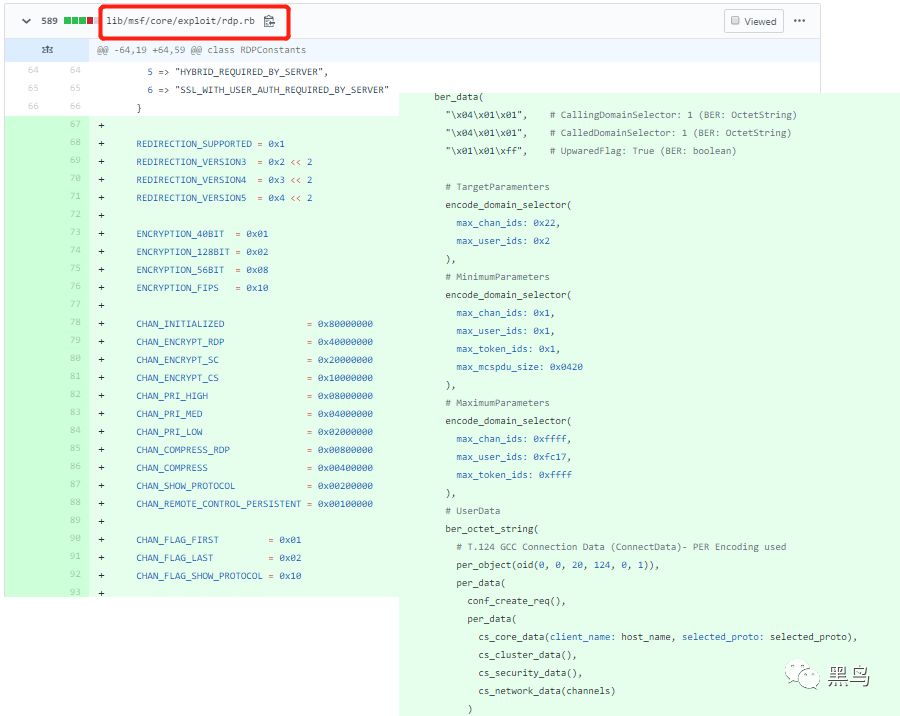 589 lib/msf/core/exploit/rdp.rb Viewed ...
@@ -64,19 +64,59 @@ class RDPConstants
64 64 5 => "HYBRID_REQUIRED_BY_SERVER",
65 65 6 => "SSL_WITH_USER_AUTH_REQUIRED_BY_SERVER"
66 66 }
67 +
68 + REDIRECTION_SUPPORTED = 0x1
69 + REDIRECTION_VERSION3 = 0x2 << 2
70 + REDIRECTION_VERSION4 = 0x3 << 2
71 + REDIRECTION_VERSION5 = 0x4 << 2
72 +
73 + ENCRYPTION_40BIT = 0x01
74 + ENCRYPTION_128BIT = 0x02
75 + ENCRYPTION_56BIT = 0x08
76 + ENCRYPTION_FIPS = 0x10
77 +
78 + CHAN_INITIALIZED = 0x80000000
79 + CHAN_ENCRYPT_RDP = 0x40000000
80 + CHAN_ENCRYPT_SC = 0x20000000
81 + CHAN_ENCRYPT_CS = 0x10000000
82 + CHAN_PRI_HIGH = 0x08000000
83 + CHAN_PRI_MED = 0x04000000
84 + CHAN_PRI_LOW = 0x02000000
85 + CHAN_COMPRESS_RDP = 0x00800000
86 + CHAN_COMPRESS = 0x00400000
87 + CHAN_SHOW_PROTOCOL = 0x00200000
88 + CHAN_REMOTE_CONTROL_PERSISTENT = 0x00100000
89 +
90 + CHAN_FLAG_FIRST = 0x01
91 + CHAN_FLAG_LAST = 0x02
92 + CHAN_FLAG_SHOW_PROTOCOL = 0x10
93 +
ber_data(
"\x04\x01\x01", # CallingDomainSelector: 1 (BER: OctetString)
"\x04\x01\x01", # CalledDomainSelector: 1 (BER: OctetString)
"\x01\x01\xff", # UpwaredFlag: True (BER: boolean)
# TargetParamenters
encode_domain_selector(
max_chan_ids: 0x22,
max_user_ids: 0x2
),
# MinimumParameters
encode_domain_selector(
max_chan_ids: 0x1,
max_user_ids: 0x1,
max_token_ids: 0x1,
max_mcspdu_size: 0x0420
),
# MaximumParameters
encode_domain_selector(
max_chan_ids: 0xffff,
max_user_ids: 0xfc17,
max_token_ids: 0xffff
),
# UserData
ber_octet_string(
# T.124 GCC Connection Data (ConnectData)- PER Encoding used
per_object(oid(0, 0, 20, 124, 0, 1)),
per_data(
conf_create_req(),
per_data(
cs_core_data(client_name: host_name, selected_proto: selected_proto),
cs_cluster_data(),
cs_security_data(),
cs_network_data(channels)
)
黑鸟